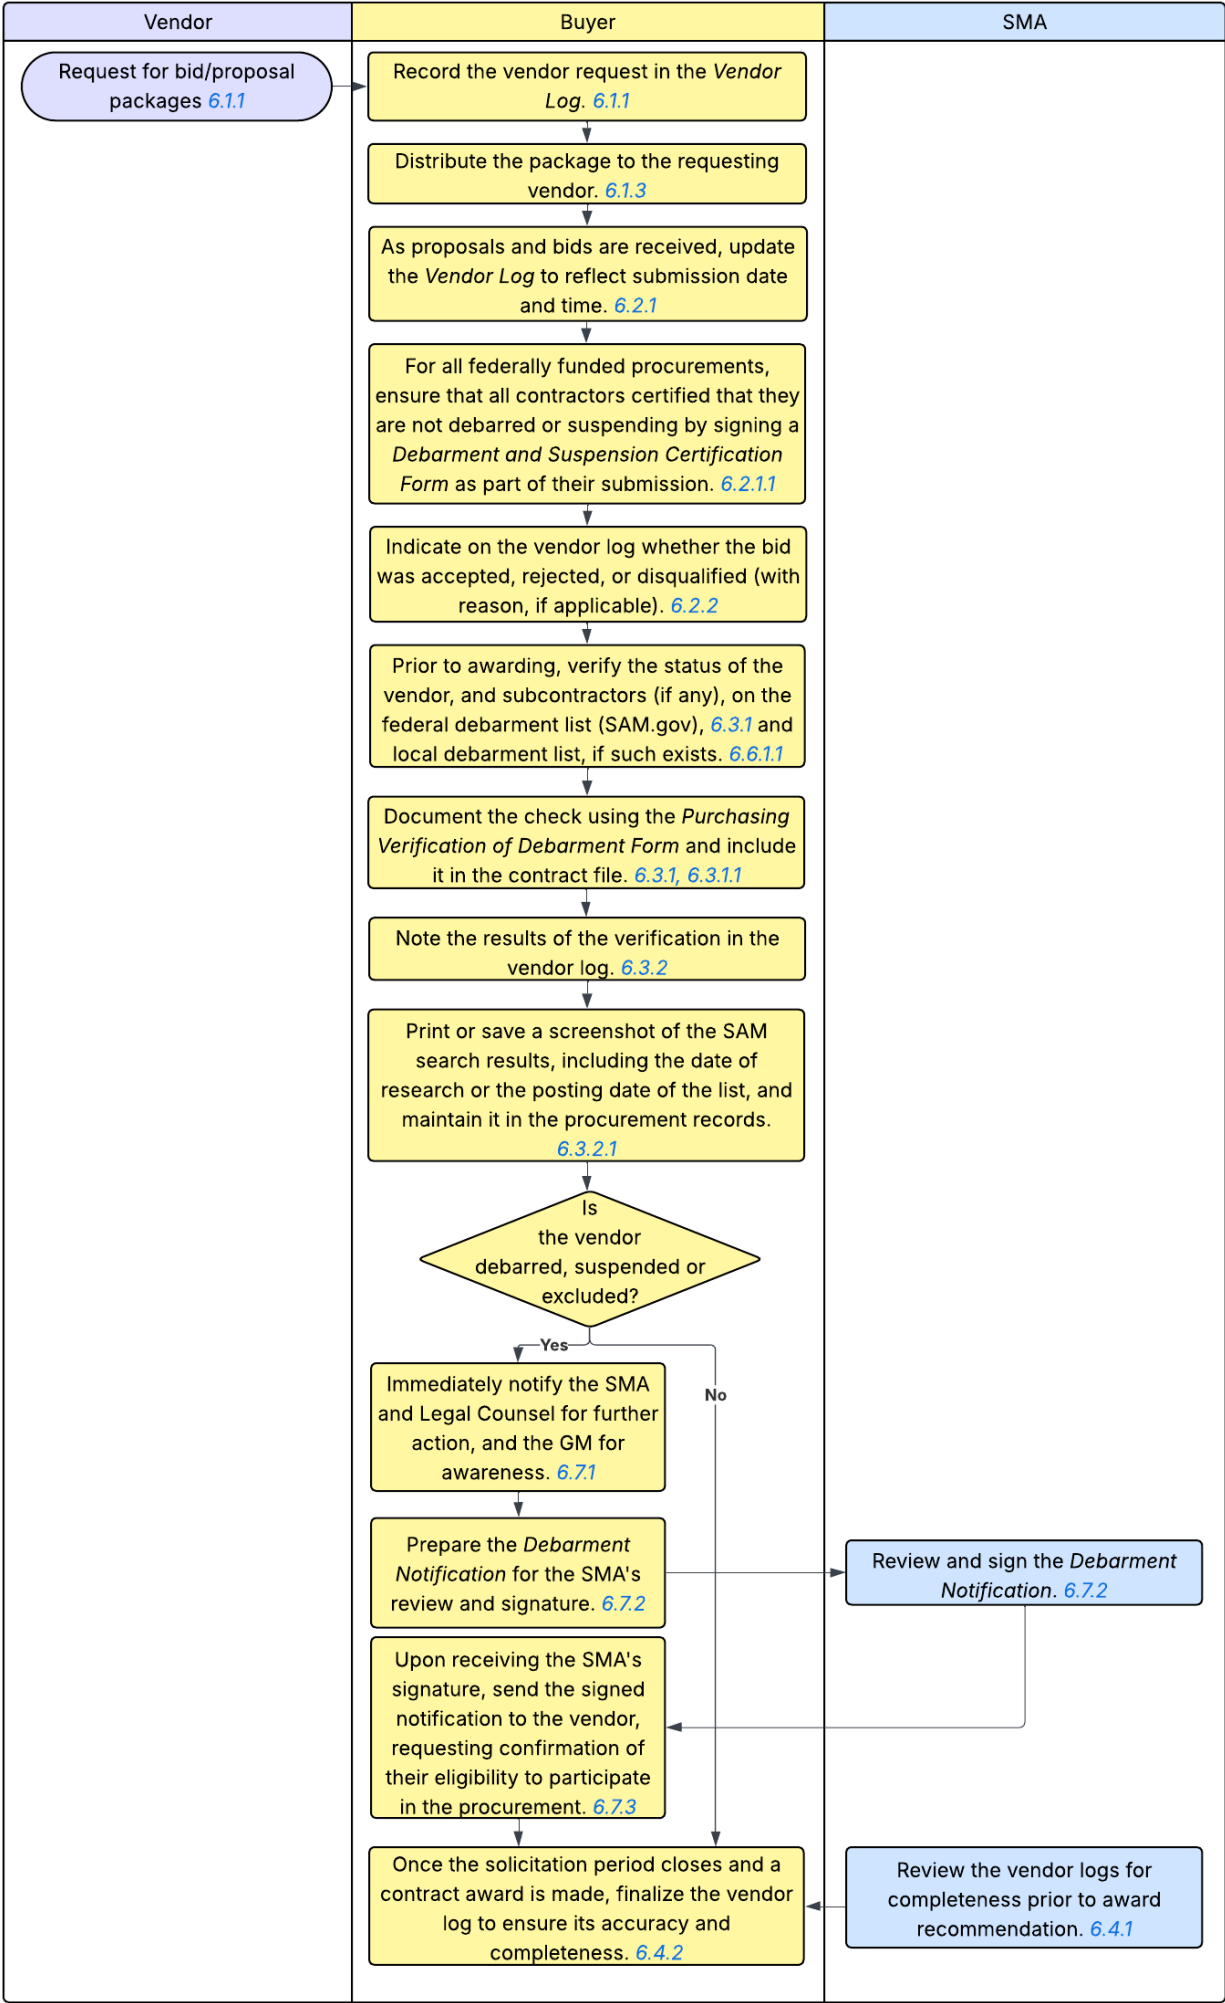 Vendor
Buyer
SMA
Request for bid/proposal
packages 6.1.1
Record the vendor request in the Vendor
Log. 6.1.1
Distribute the package to the requesting
vendor. 6.1.3
As proposals and bids are received, update
the Vendor Log to reflect submission date
and time. 6.2.1
For all federally funded procurements,
ensure that all contractors certified that they
are not debarred or suspending by signing a
Debarment and Suspension Certification
Form as part of their submission. 6.2.1.1
Indicate on the vendor log whether the bid
was accepted, rejected, or disqualified (with
reason, if applicable). 6.2.2
Prior to awarding, verify the status of the
vendor, and subcontractors (if any), on the
federal debarment list (SAM.gov), 6.3.1 and
local debarment list, if such exists. 6.6.1.1
Document the check using the Purchasing
Verification of Debarment Form and include
it in the contract file. 6.3.1, 6.3.1.1
Note the results of the verification in the
vendor log. 6.3.2
Print or save a screenshot of the SAM
search results, including the date of
research or the posting date of the list, and
maintain it in the procurement records.
6.3.2.1
Is
the vendor
debarred, suspended or
excluded?
Yes
No
Immediately notify the SMA
and Legal Counsel for further
action, and the GM for
awareness. 6.7.1
Prepare the Debarment
Notification for the SMA's
review and signature. 6.7.2
Review and sign the Debarment
Notification. 6.7.2
Upon receiving the SMA's
signature, send the signed
notification to the vendor,
requesting confirmation of
their eligibility to participate
in the procurement. 6.7.3
Once the solicitation period closes and a
contract award is made, finalize the vendor
log to ensure its accuracy and
completeness. 6.4.2
Review the vendor logs for
completeness prior to award
recommendation. 6.4.1